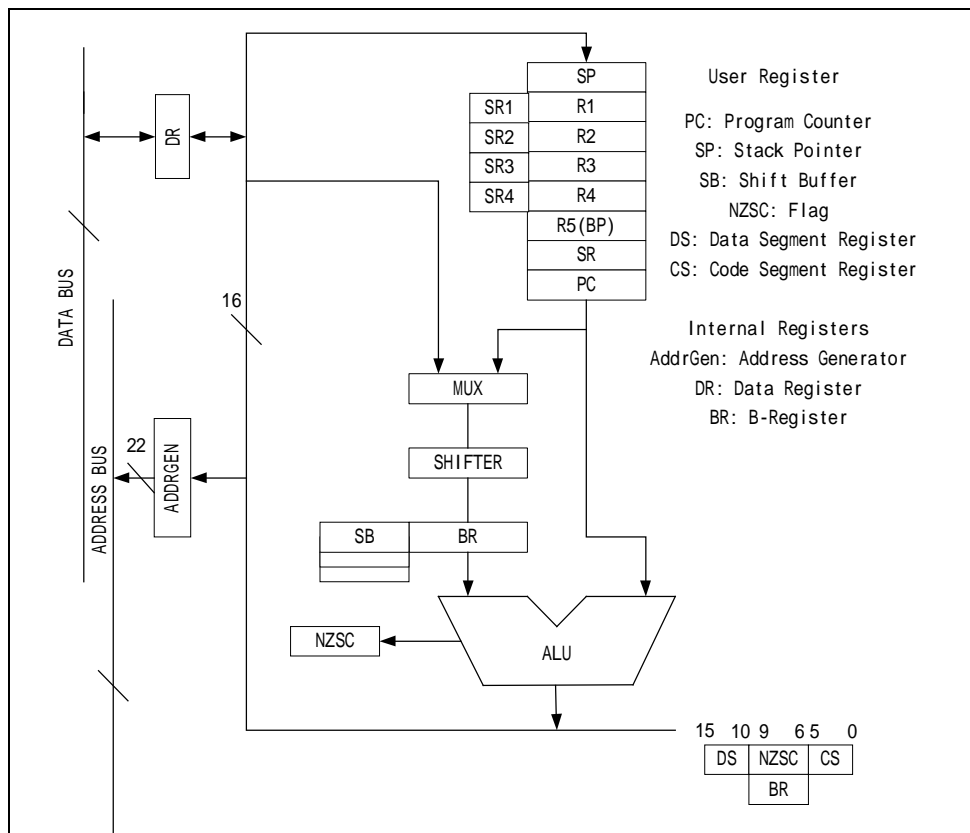 SP
User Register
SR1
R1
SR2
R2
PC: Program Counter
SR3
R3
SP: Stack Pointer
SR4
R4
SB: Shift Buffer
R5(BP)
NZSC: Flag
SR
DS: Data Segment Register
PC
CS: Code Segment Register
DR
DATA BUS
16
Internal Registers
AddrGen: Address Generator
DR: Data Register
BR: B-Register
MUX
ADDRESS BUS
22
ADDRGEN
SHIFTER
SB
BR
NZSC
ALU
15 10 9 6 5 0
DS NZSC CS
BR